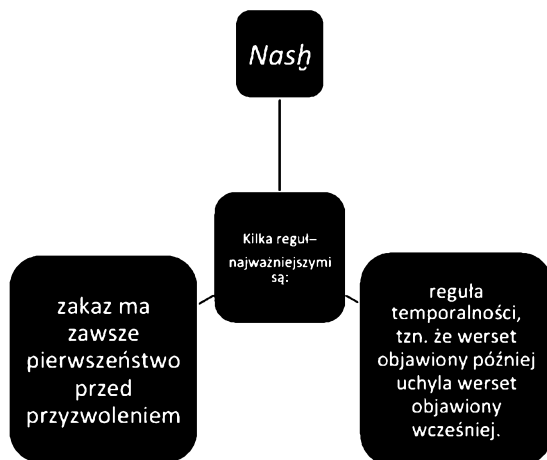 Nasḫ
Kilka reguł–
najważniejszymi
są:
zakaz ma
zawsze
pierwszeństwo
przed
przyzwoleniem
reguła
temporalności,
tzn. że werset
objawiony później
uchyla werset
objawiony
wcześniej.